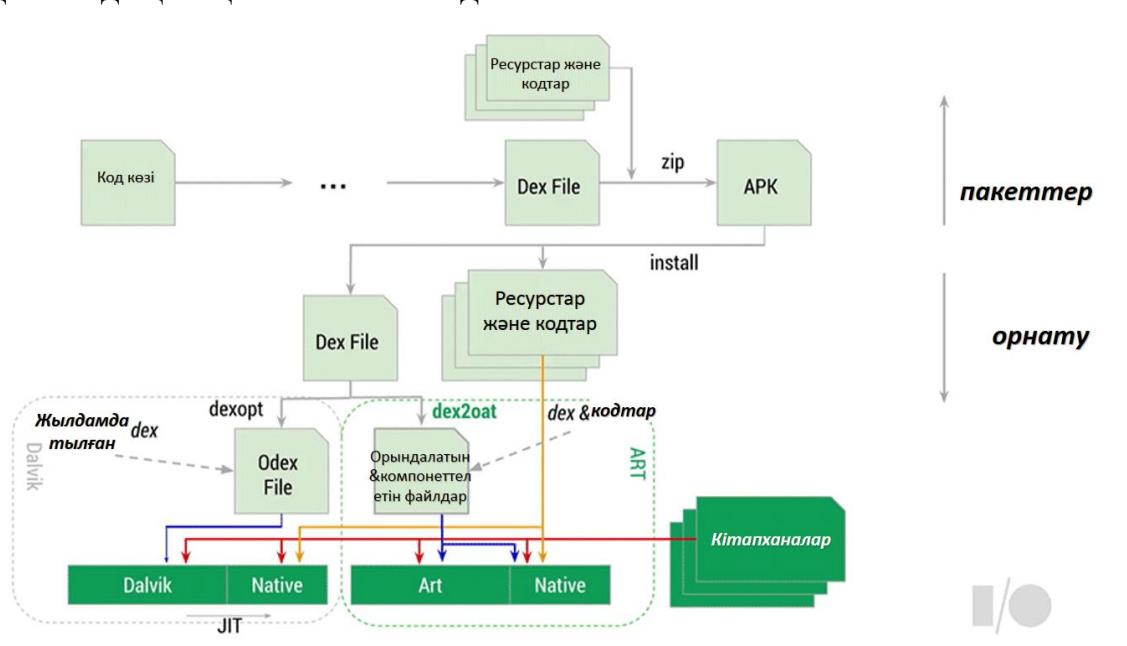 Ресурстар және
кодтар
Код көзі
...
Dex File
zip
APK
пакеттер
install
Ресурстар
және кодтар
Dex File
орнату
dexopt
dex2oat
dex &кодтар
Жылдамда
тылған
dex
Dalvik
Odex
File
Орындалатын
&компонеттел
етін файлдар
ART
Кітапханалар
Dalvik
Native
Art
Native
JIT
I/O